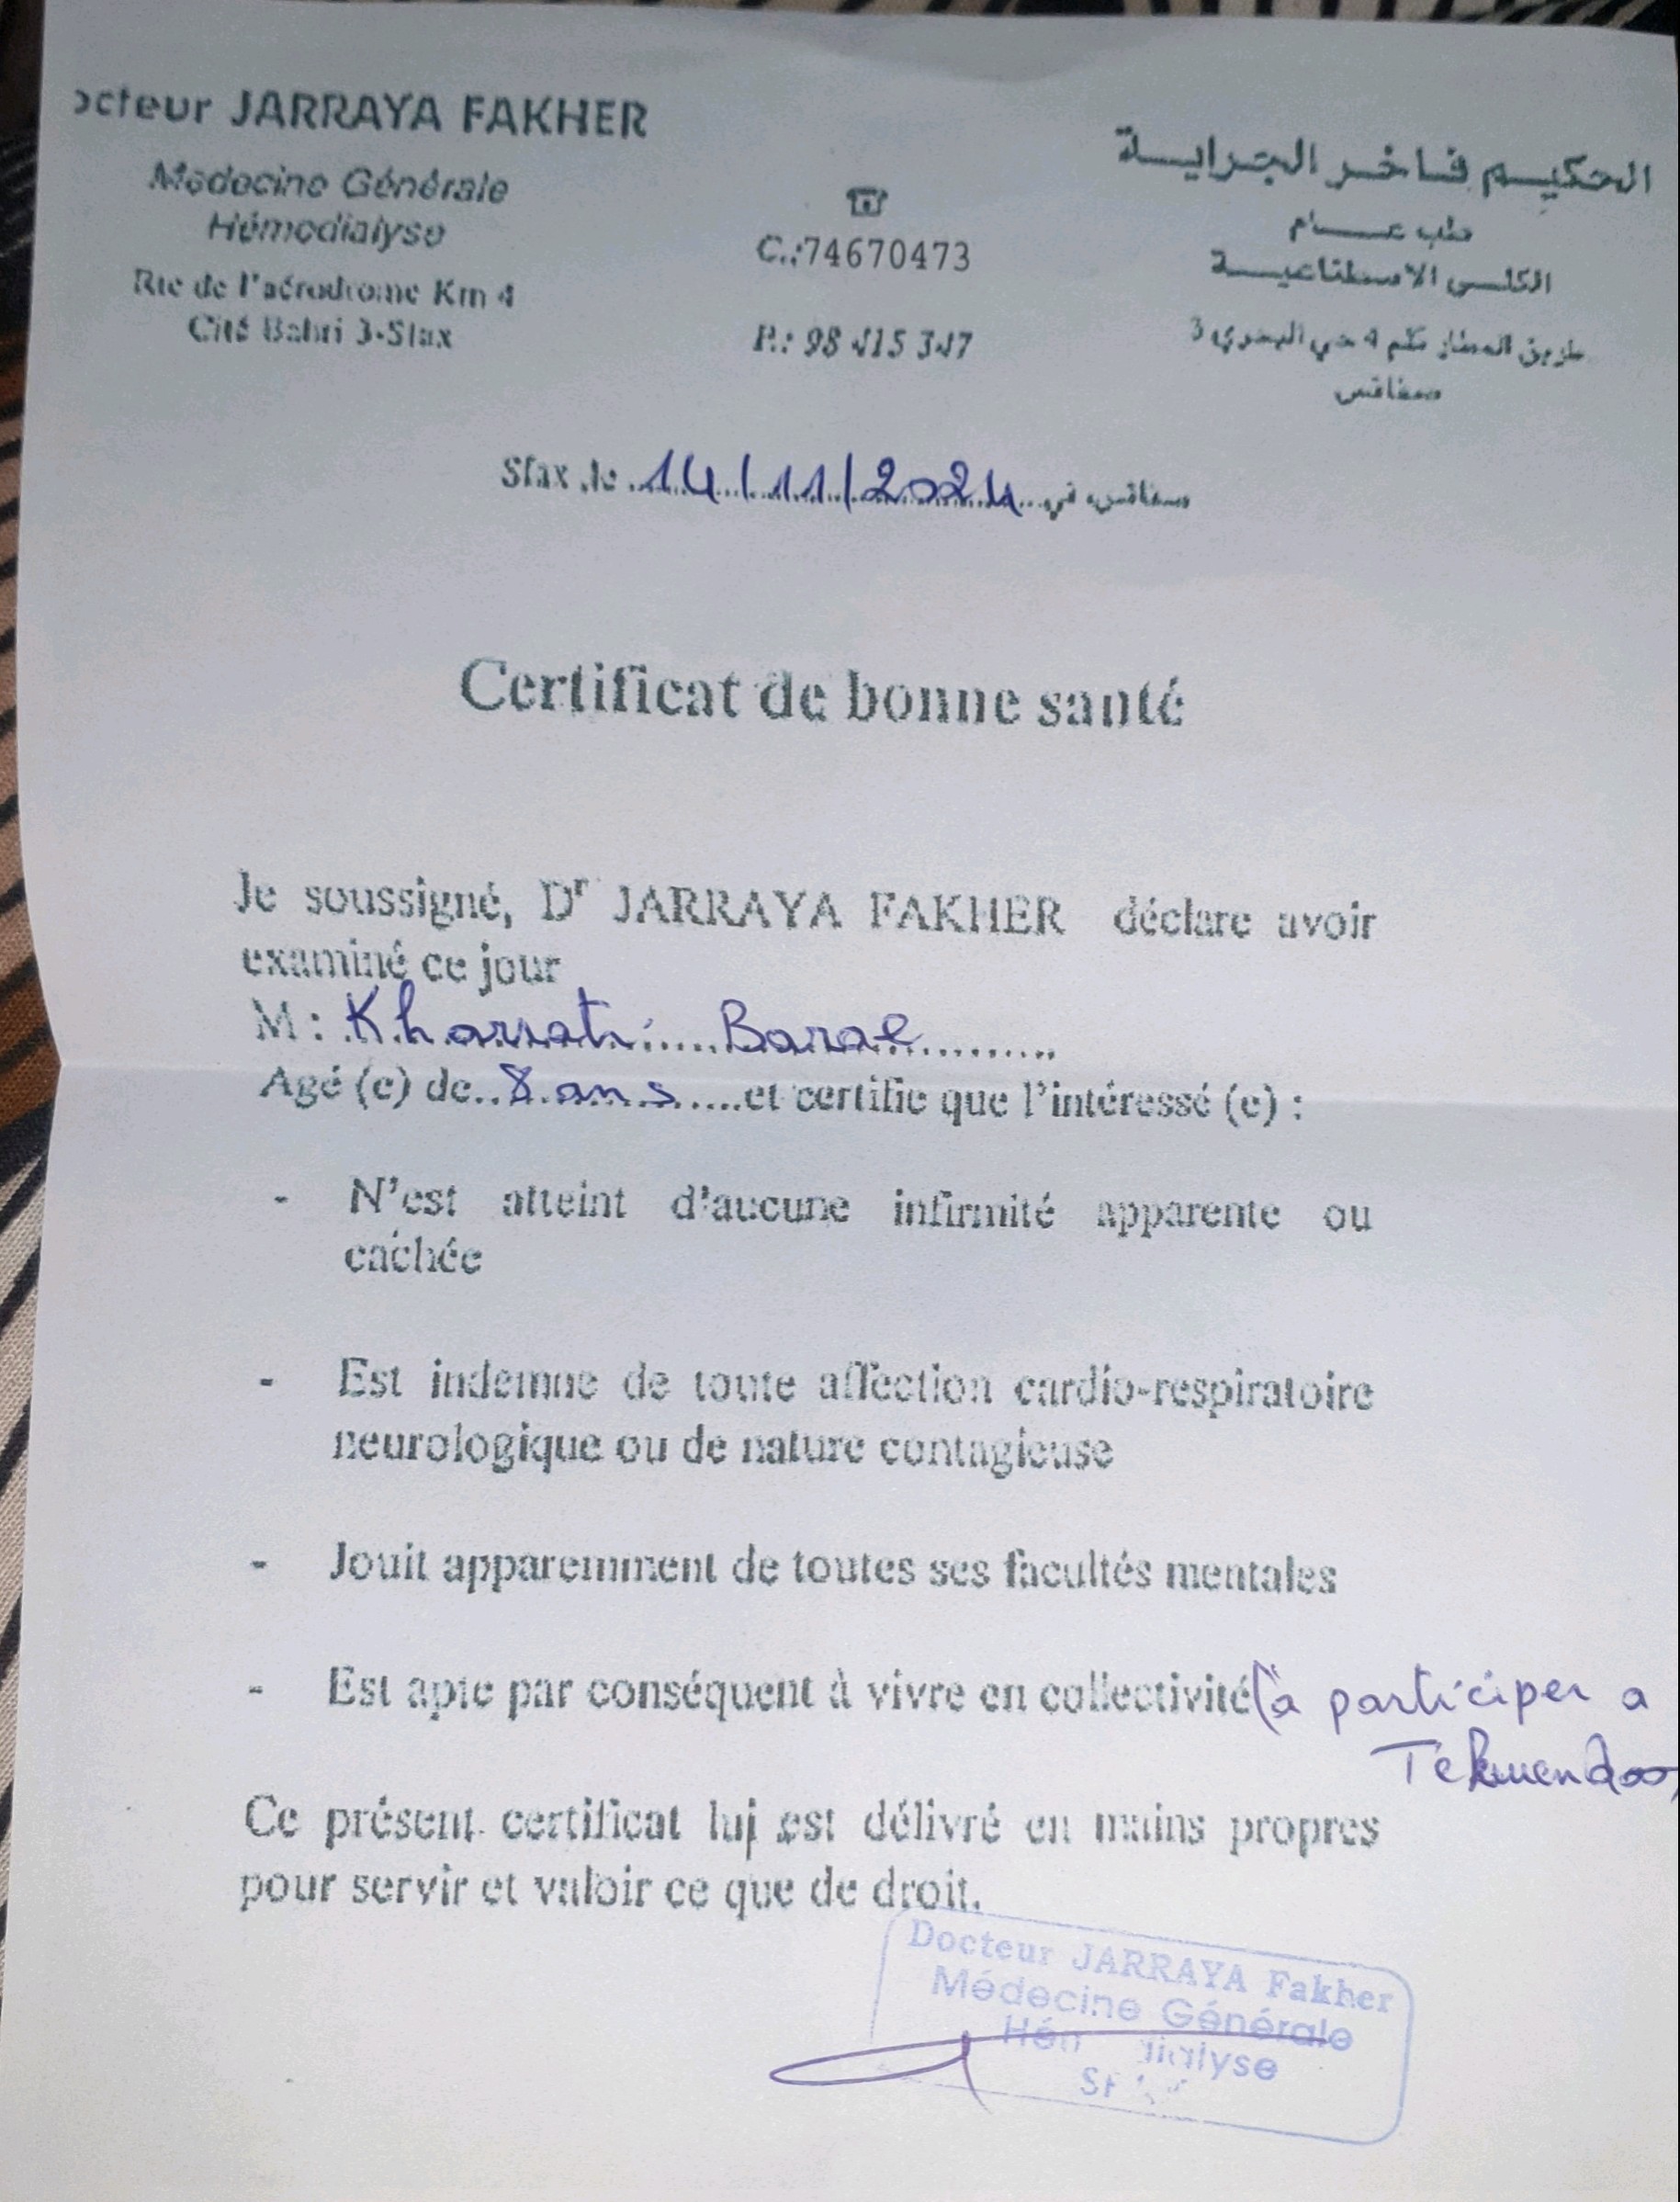 octeur JARRAYA FAKHER
Médecine Générale
Hémodialyse
Rte de l'aérodrome Km 4
Cité Bahri 3-Sfax
☎
C.:74670473
P.: 98 415 347
الحكيم فاخر الجراية
طب عام
الكلى الاصطناعية
طريق المطار كلم 4 حي البحري 3
صفاقس
Sfax ,le 14/11/2024 صفاقس، في
Certificat de bonne santé
Je soussigné, Dr JARRAYA FAKHER déclare avoir
examiné ce jour
M :
Agé (e) de..8 ans.....et certifie que l'intéressé (e) :
- N'est atteint d'aucune infirmité apparente ou
cachée
- Est indemne de toute affection cardio-respiratoire
neurologique ou de nature contagieuse
- Jouit apparemment de toutes ses facultés mentales
- Est apte par conséquent à vivre en collectivité (à participer a
Tekwendoo)
Ce présent certificat lui est délivré en mains propres
pour servir et valoir ce que de droit.
Docteur JARRAYA Fakher
Médecine Générale